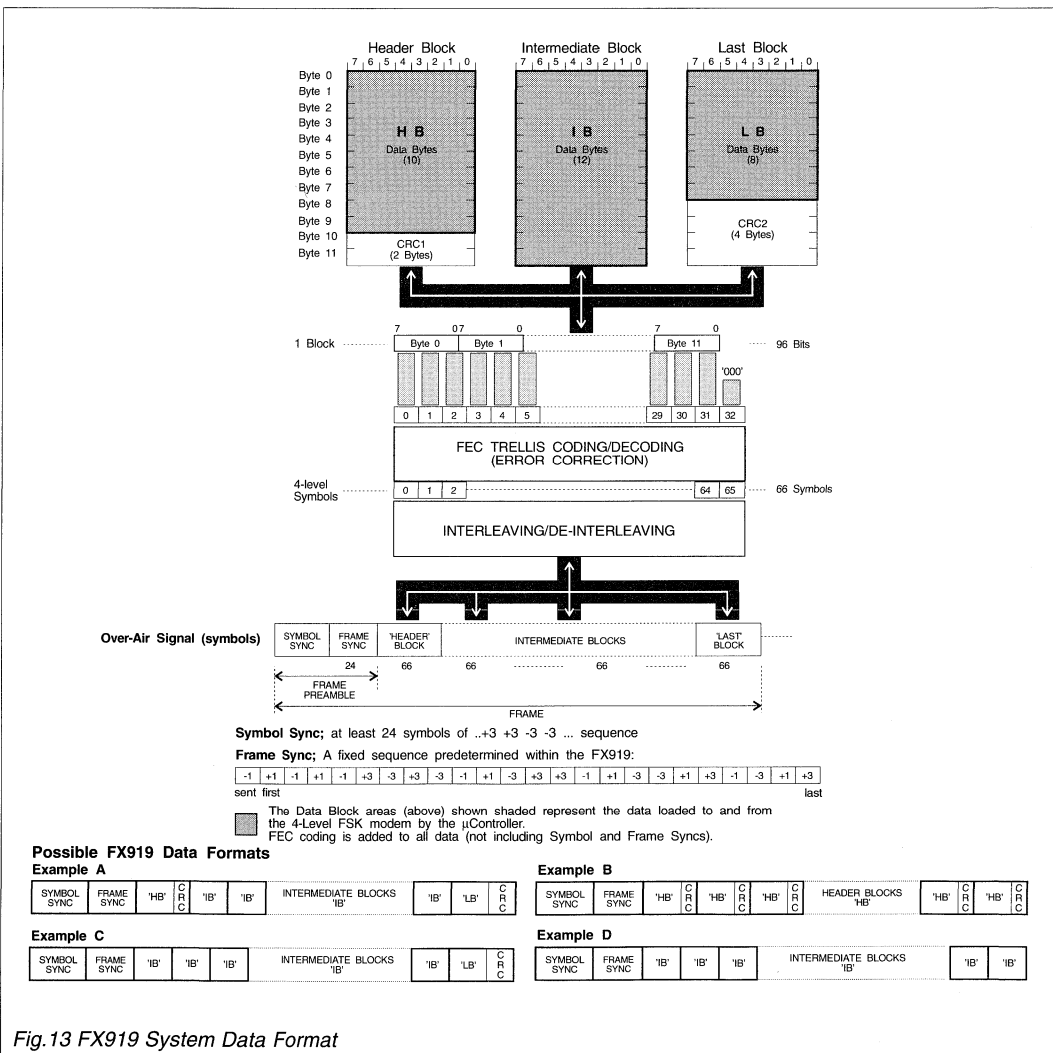 Header Block Intermediate Block Last Block
7 6 5 4 3 2 1 0 7 6 5 4 3 2 1 0 7 6 5 4 3 2 1 0
Byte 0
Byte 1
Byte 2
Byte 3
Byte 4
Byte 5
Byte 6
Byte 7
Byte 8
Byte 9
Byte 10
Byte 11
H B
Data Bytes
(10)
CRC1
(2 Bytes)
I B
Data Bytes
(12)
L B
Data Bytes
(8)
CRC2
(4 Bytes)
7 0 7 0 7 0
1 Block Byte 0 Byte 1 Byte 11 96 Bits
'000'
0 1 2 3 4 5 29 30 31 32
FEC TRELLIS CODING/DECODING
(ERROR CORRECTION)
4-level
Symbols
0 1 2 64 65 66 Symbols
INTERLEAVING/DE-INTERLEAVING
Over-Air Signal (symbols)
SYMBOL
SYNC
FRAME
SYNC
'HEADER'
BLOCK
INTERMEDIATE BLOCKS
'LAST'
BLOCK
24 66 66 66 66
FRAME
PREAMBLE
FRAME
Symbol Sync; at least 24 symbols of ..+3 +3 -3 -3 ... sequence
Frame Sync; A fixed sequence predetermined within the FX919:
-1 +1 -1 +1 -1 +3 -3 +3 -3 -1 +1 -3 +3 +3 -1 +1 -3 -3 +1 +3 -1 -3 +1 +3
sent first last
The Data Block areas (above) shown shaded represent the data loaded to and from
the 4-Level FSK modem by the µController.
FEC coding is added to all data (not including Symbol and Frame Syncs).
Possible FX919 Data Formats
Example A
SYMBOL
SYNC
FRAME
SYNC
'HB'
CRC
'IB'
'IB'
INTERMEDIATE BLOCKS
'IB'
'IB'
'LB'
CRC
Example B
SYMBOL
SYNC
FRAME
SYNC
'HB'
CRC
'HB'
CRC
'HB'
CRC
HEADER BLOCKS
'HB'
'HB'
CRC
'HB'
CRC
Example C
SYMBOL
SYNC
FRAME
SYNC
'IB'
'IB'
'IB'
INTERMEDIATE BLOCKS
'IB'
'IB'
'LB'
CRC
Example D
SYMBOL
SYNC
FRAME
SYNC
'IB'
'IB'
'IB'
INTERMEDIATE BLOCKS
'IB'
'IB'
'IB'
Fig.13 FX919 System Data Format